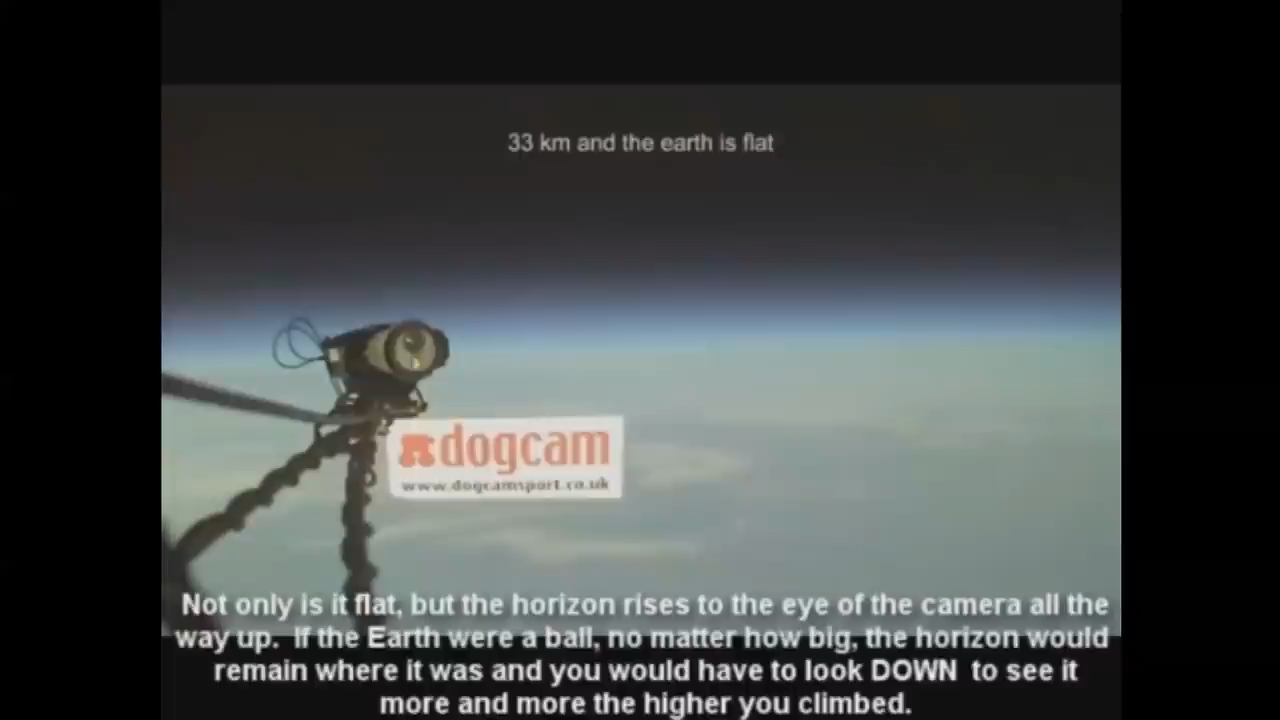 33 km and the earth is flat
dogcam
www.dogcamsport.co.uk
Not only is it flat, but the horizon rises to the eye of the camera all the
way up. If the Earth were a ball, no matter how big, the horizon would
remain where it was and you would have to look DOWN to see it
more and more the higher you climbed.